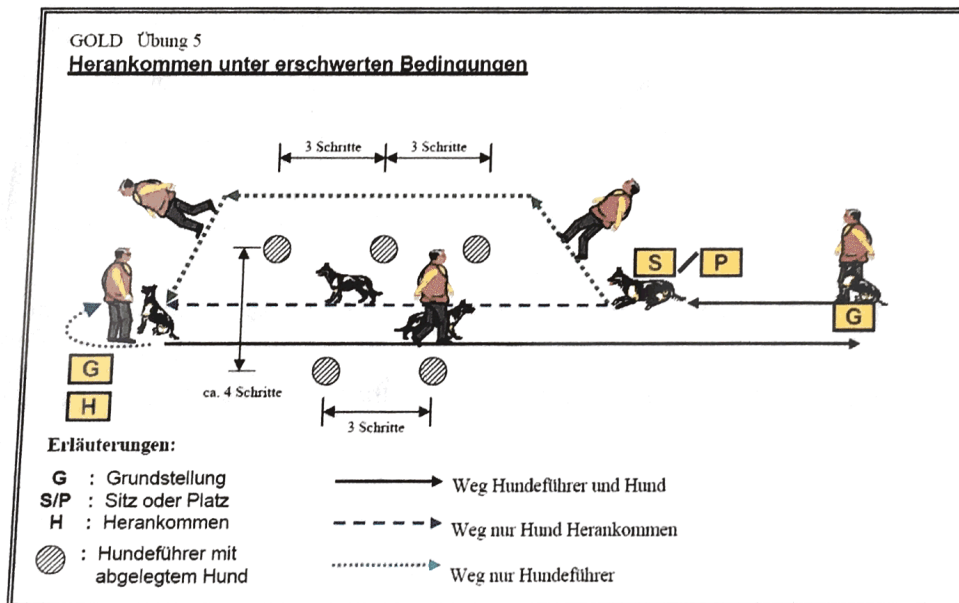 GOLD Übung 5
Herankommen unter erschwerten Bedingungen
3 Schritte
3 Schritte
S
P
G
G
H
ca. 4 Schritte
3 Schritte
Erläuterungen:
G : Grundstellung
S/P : Sitz oder Platz
H : Herankommen
: Hundeführer mit
abgelegtem Hund
Weg Hundeführer und Hund
Weg nur Hund Herankommen
Weg nur Hundeführer